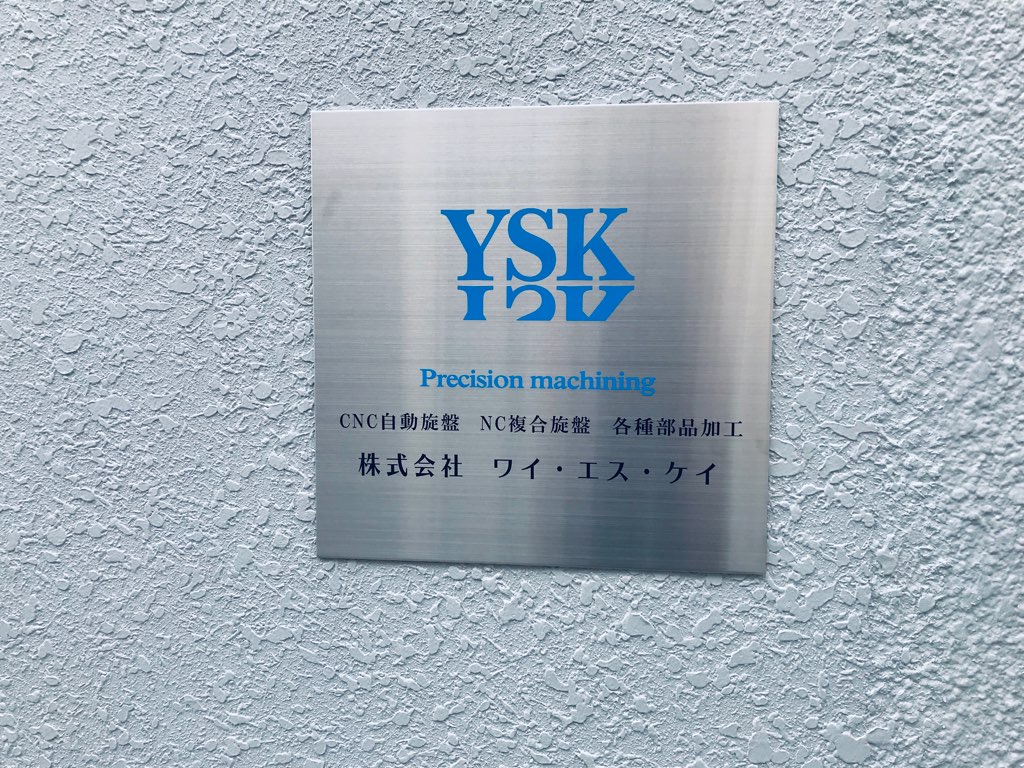 YSK
Precision machining
CNC自動旋盤　NC複合旋盤　各種部品加工
株式会社　ワイ・エス・ケイ